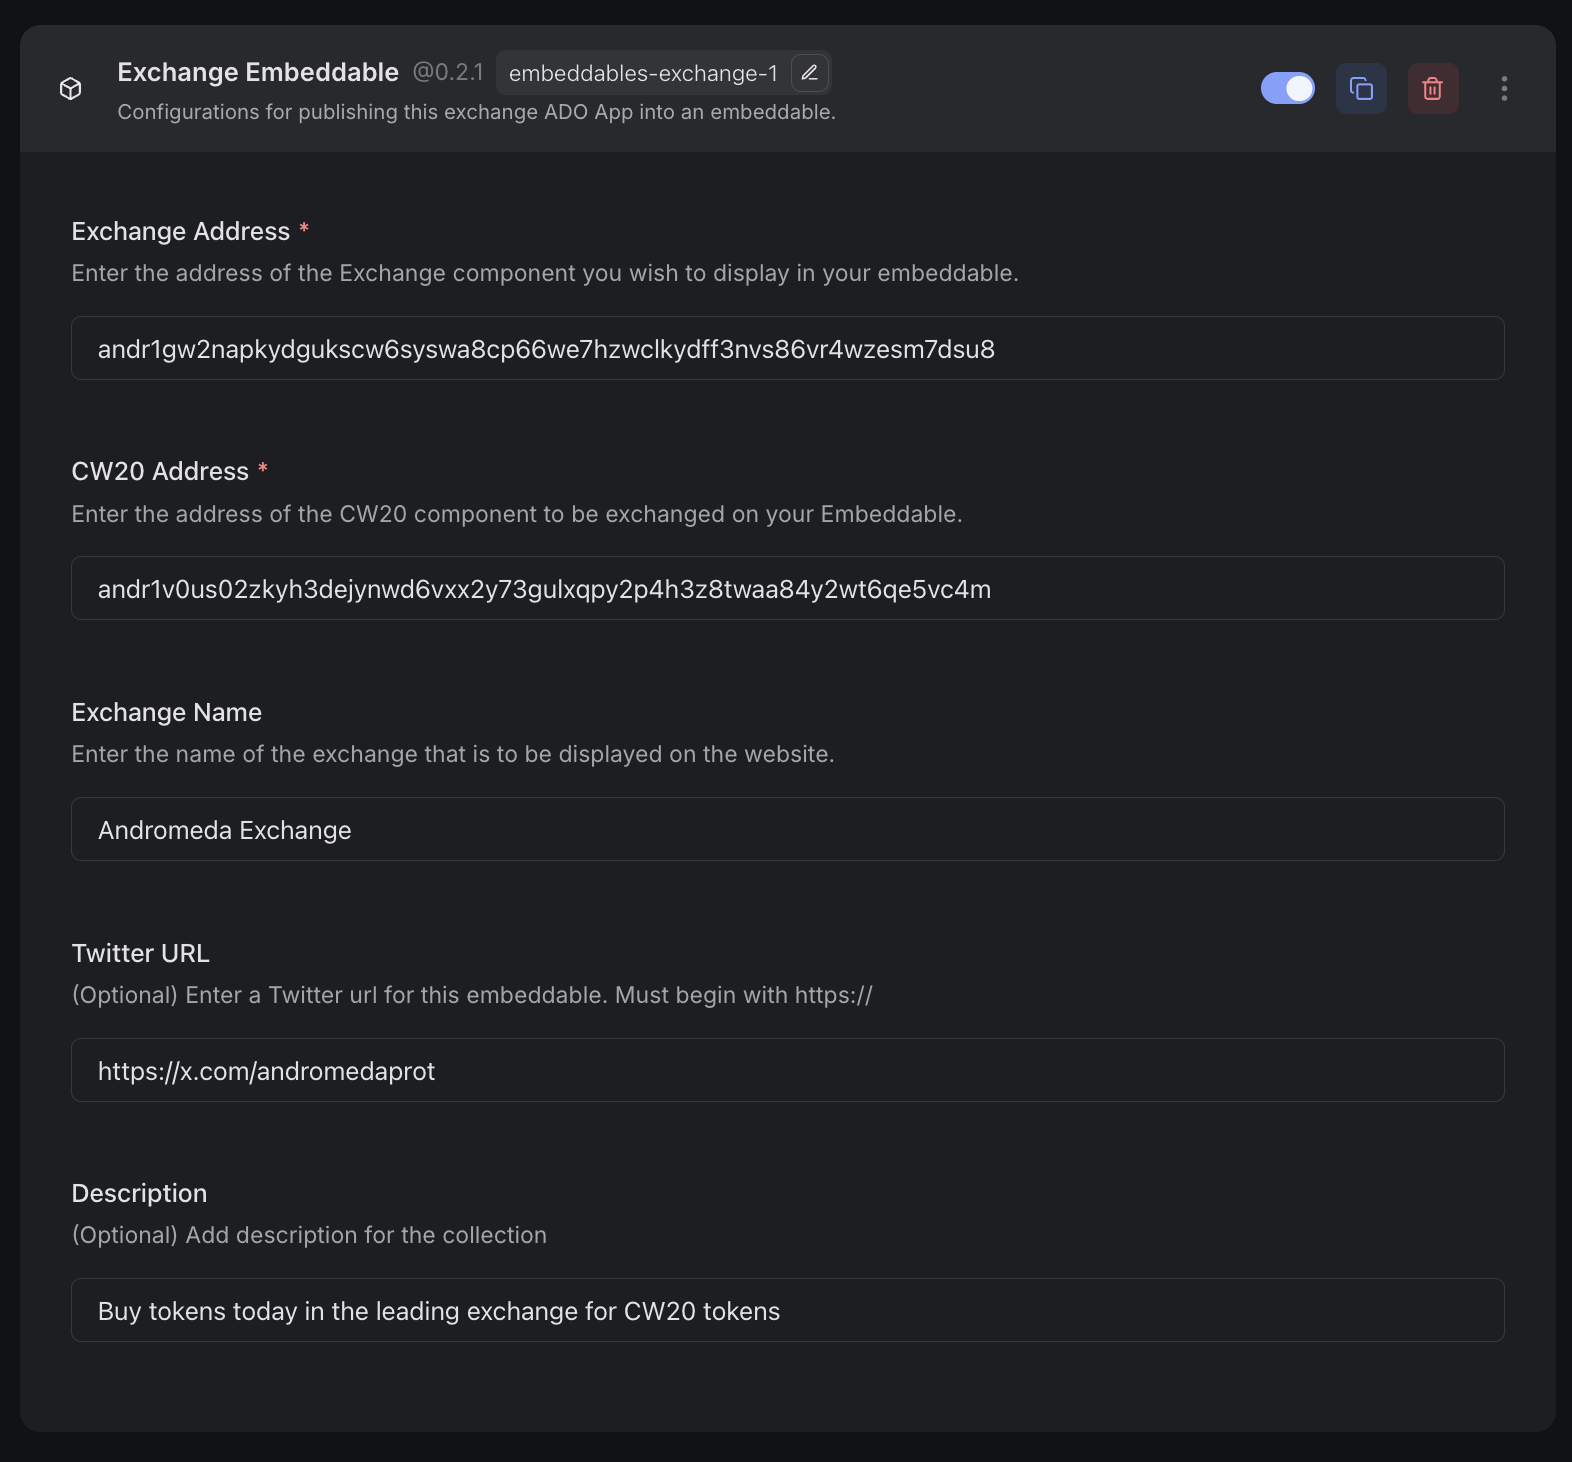 Exchange Embeddable @0.2.1 embeddables-exchange-1
Configurations for publishing this exchange ADO App into an embeddable.
Exchange Address *
Enter the address of the Exchange component you wish to display in your embeddable.
andr1gw2napkydgukscw6syswa8cp66we7hzwclkydff3nvs86vr4wzesm7dsu8
CW20 Address *
Enter the address of the CW20 component to be exchanged on your Embeddable.
andr1v0us02zkyh3dejynwd6vxx2y73gulxqpy2p4h3z8twaa84y2wt6qe5vc4m
Exchange Name
Enter the name of the exchange that is to be displayed on the website.
Andromeda Exchange
Twitter URL
(Optional) Enter a Twitter url for this embeddable. Must begin with https://
https://x.com/andromedaprot
Description
(Optional) Add description for the collection
Buy tokens today in the leading exchange for CW20 tokens